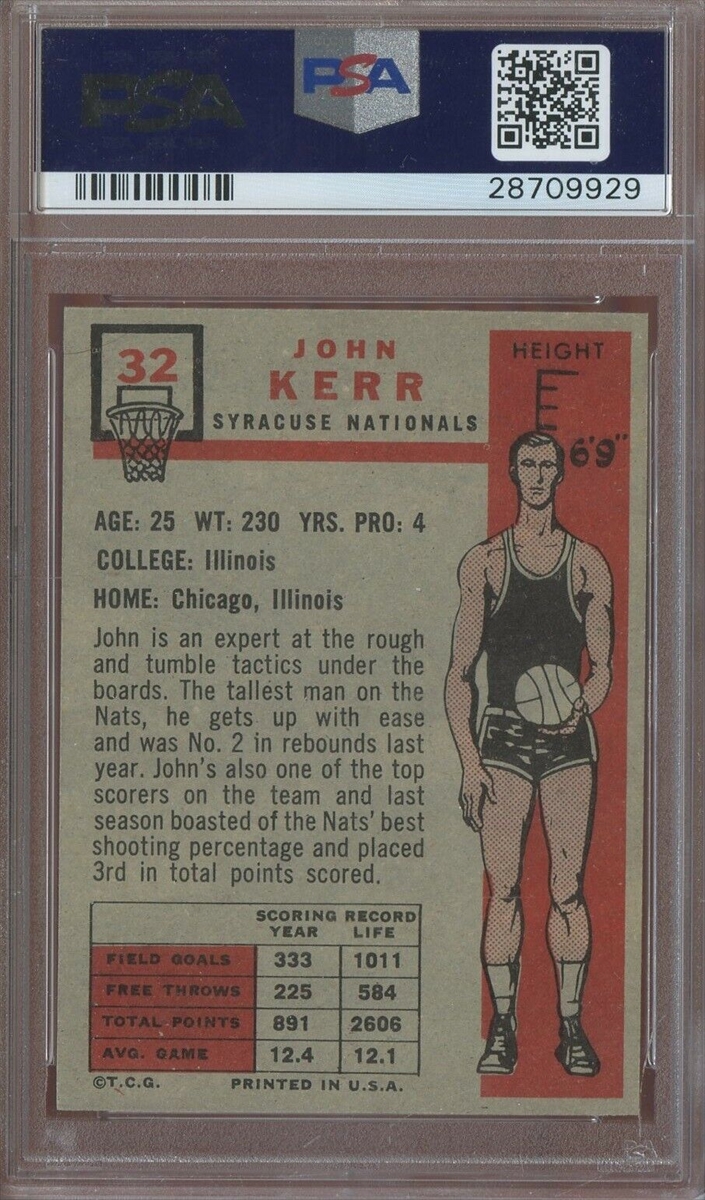 PSA
PSA
28709929
32
JOHN
KERR
SYRACUSE NATIONALS
HEIGHT
6'9"
AGE: 25 WT: 230 YRS. PRO: 4
COLLEGE: Illinois
HOME: Chicago, Illinois
John is an expert at the rough
and tumble tactics under the
boards. The tallest man on the
Nats, he gets up with ease
and was No. 2 in rebounds last
year. John's also one of the top
scorers on the team and last
season boasted of the Nats' best
shooting percentage and placed
3rd in total points scored.
SCORING RECORD
YEAR LIFE
FIELD GOALS 333 1011
FREE THROWS 225 584
TOTAL POINTS 891 2606
AVG. GAME 12.4 12.1
©T.C.G. PRINTED IN U.S.A.
PSA